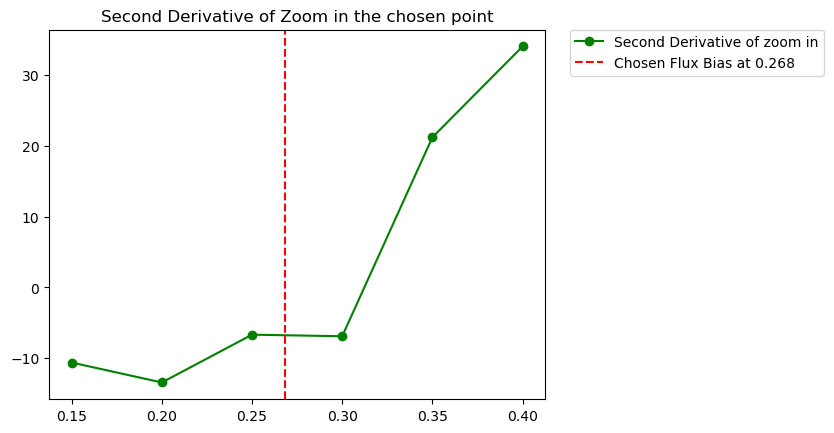 Second Derivative of Zoom in the chosen point
Second Derivative of zoom in
Chosen Flux Bias at 0.268
30
20
10
0
−10
0.15 0.20 0.25 0.30 0.35 0.40